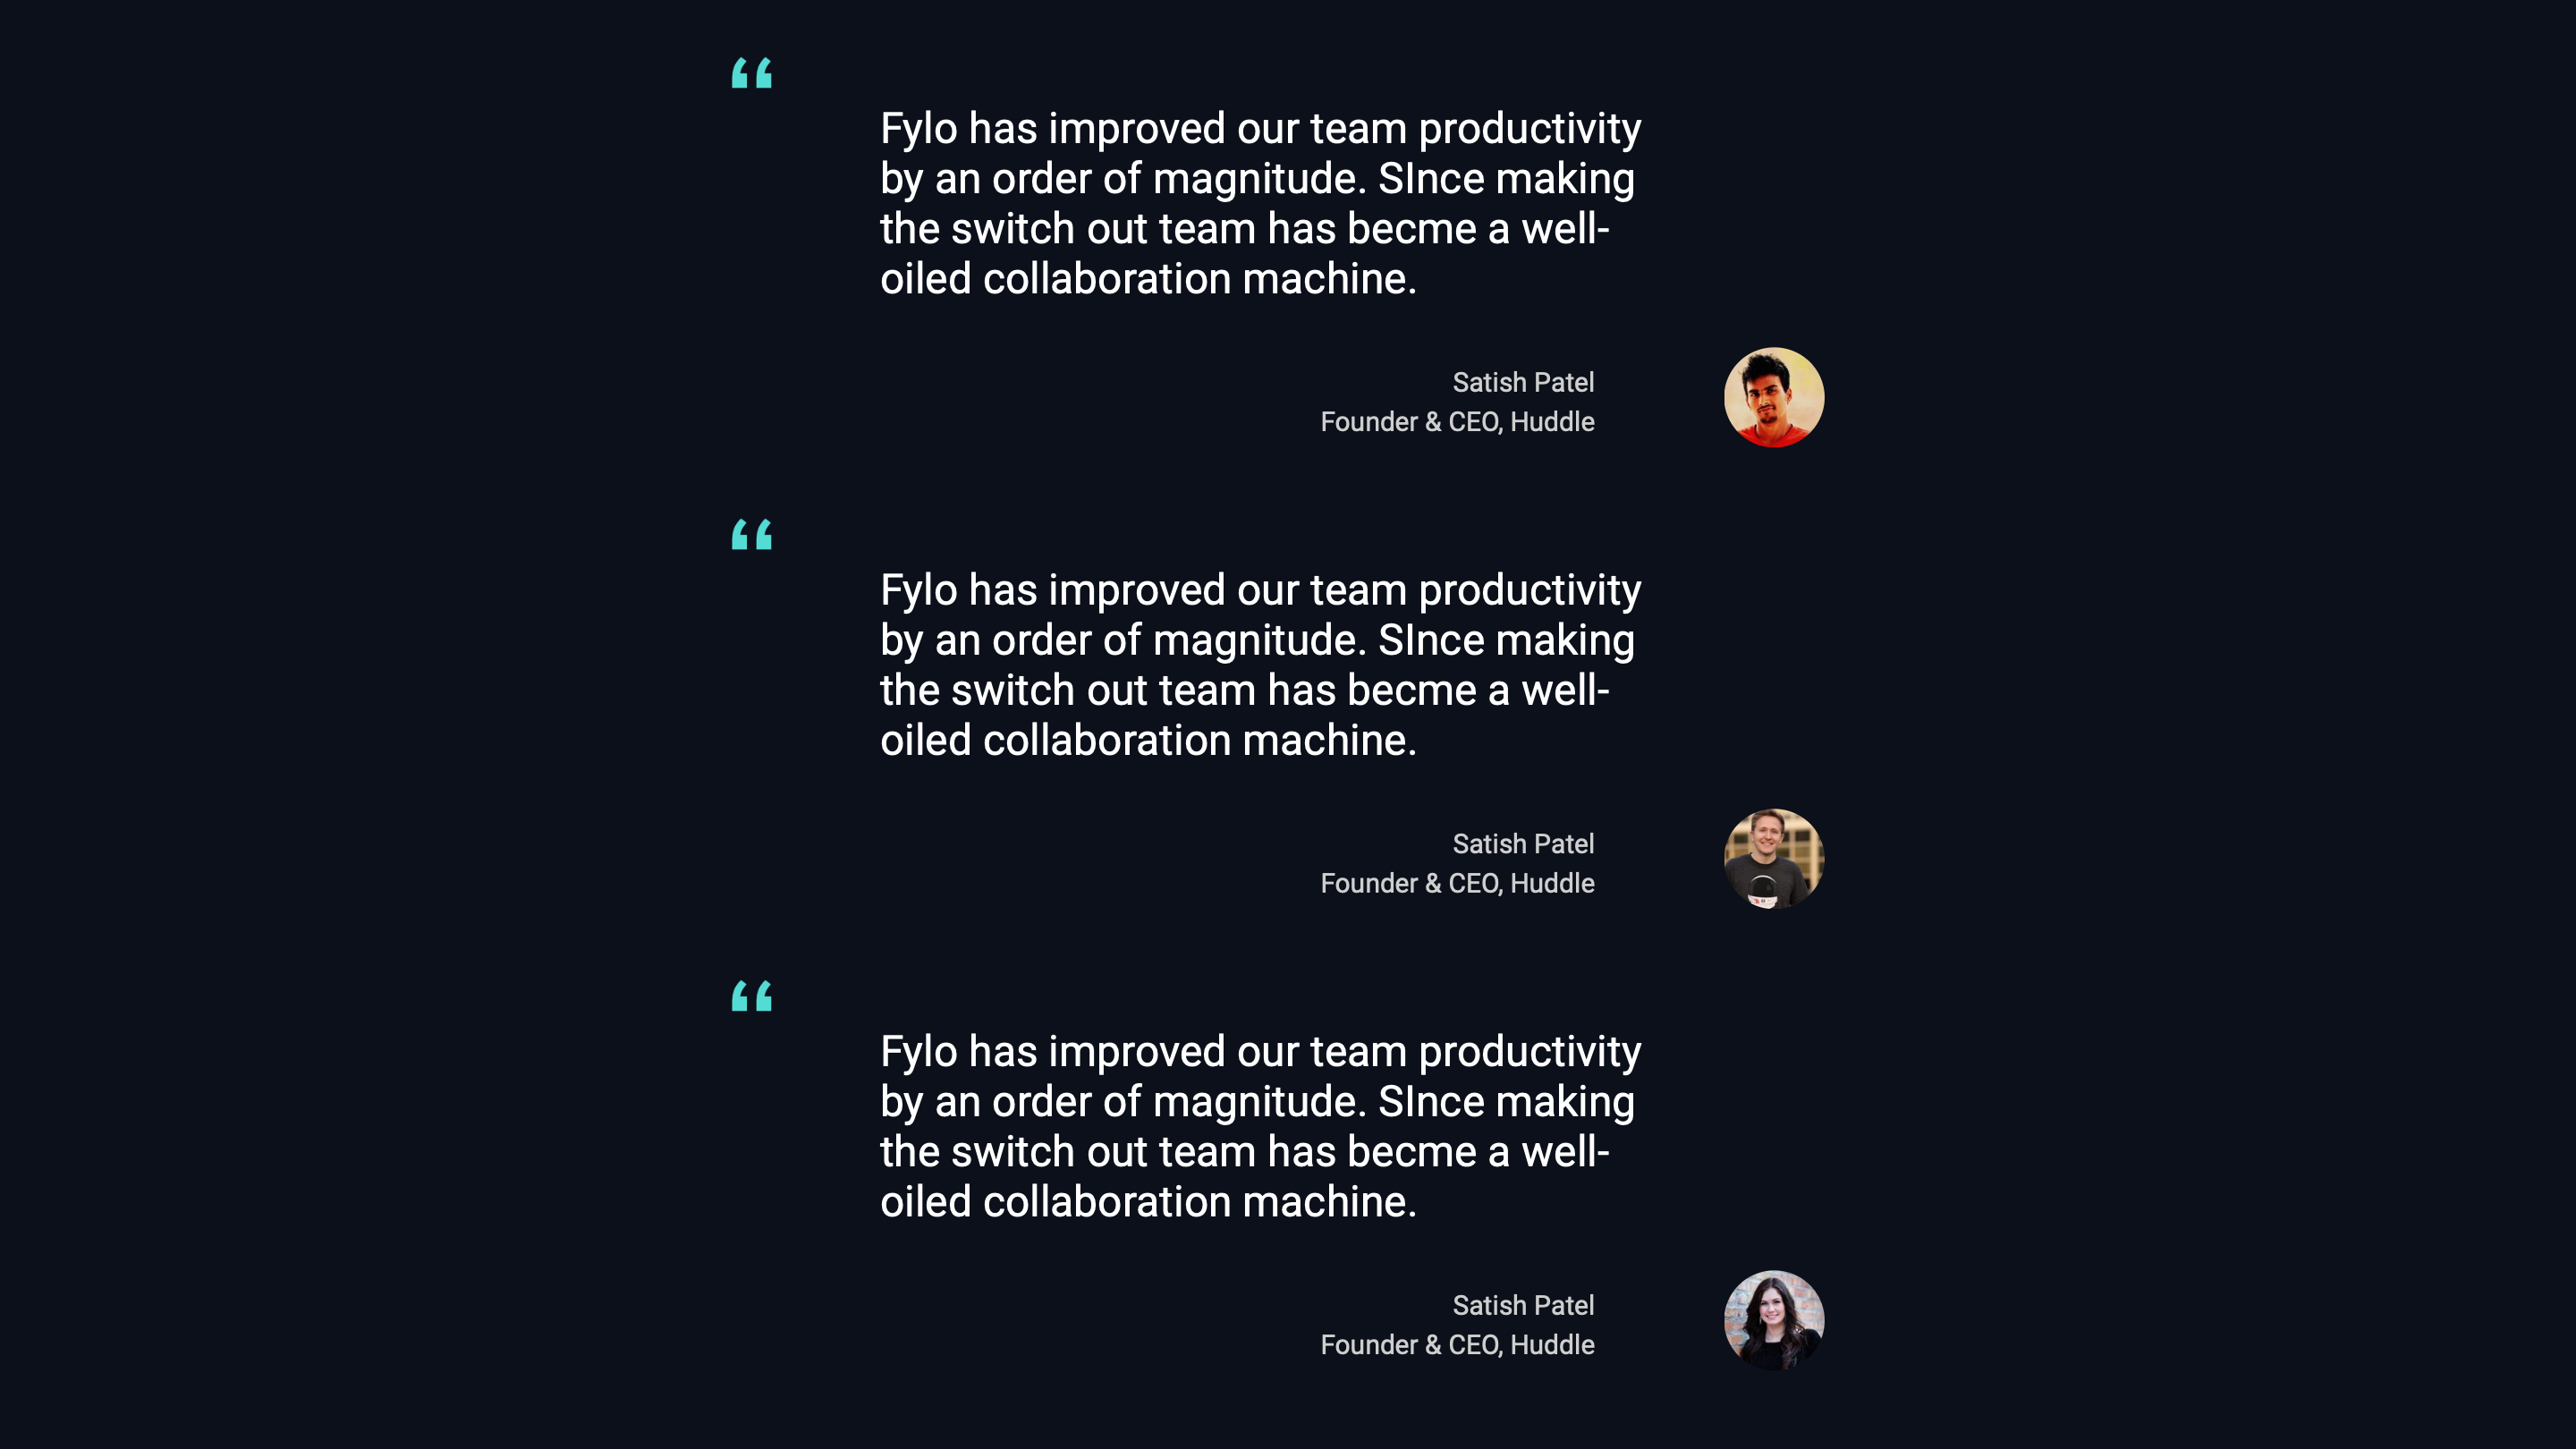 “
Fylo has improved our team productivity
by an order of magnitude. SInce making
the switch out team has becme a well-
oiled collaboration machine.
Satish Patel
Founder & CEO, Huddle
“
Fylo has improved our team productivity
by an order of magnitude. SInce making
the switch out team has becme a well-
oiled collaboration machine.
Satish Patel
Founder & CEO, Huddle
“
Fylo has improved our team productivity
by an order of magnitude. SInce making
the switch out team has becme a well-
oiled collaboration machine.
Satish Patel
Founder & CEO, Huddle